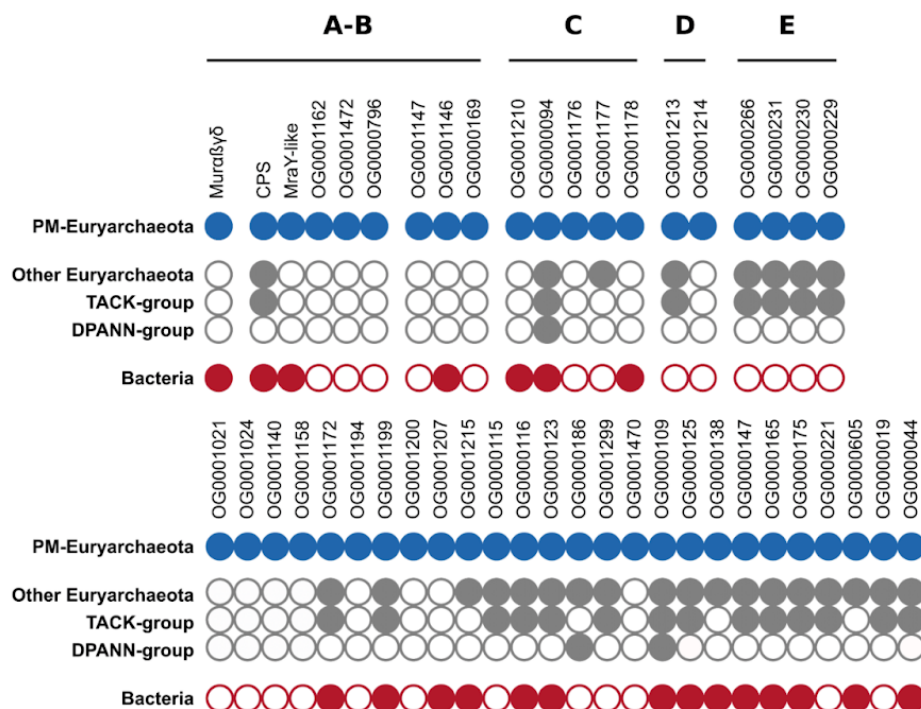 A-B C D E
Murαβγδ CPS MraY-like OG0001162 OG0001472 OG0000796 OG0001147 OG0001146 OG0000169 OG0001210 OG0000094 OG0001176 OG0001177 OG0001178 OG0001213 OG0001214 OG0000266 OG0000231 OG0000230 OG0000229
PM-Euryarchaeota
Other Euryarchaeota
TACK-group
DPANN-group
Bacteria
OG0001021 OG0001024 OG0001140 OG0001158 OG0001172 OG0001194 OG0001199 OG0001200 OG0001207 OG0001215 OG0000115 OG0000116 OG0000123 OG0000186 OG0001299 OG0001470 OG0000109 OG0000125 OG0000138 OG0000147 OG0000165 OG0000175 OG0000221 OG0000605 OG0000019 OG0000044
PM-Euryarchaeota
Other Euryarchaeota
TACK-group
DPANN-group
Bacteria